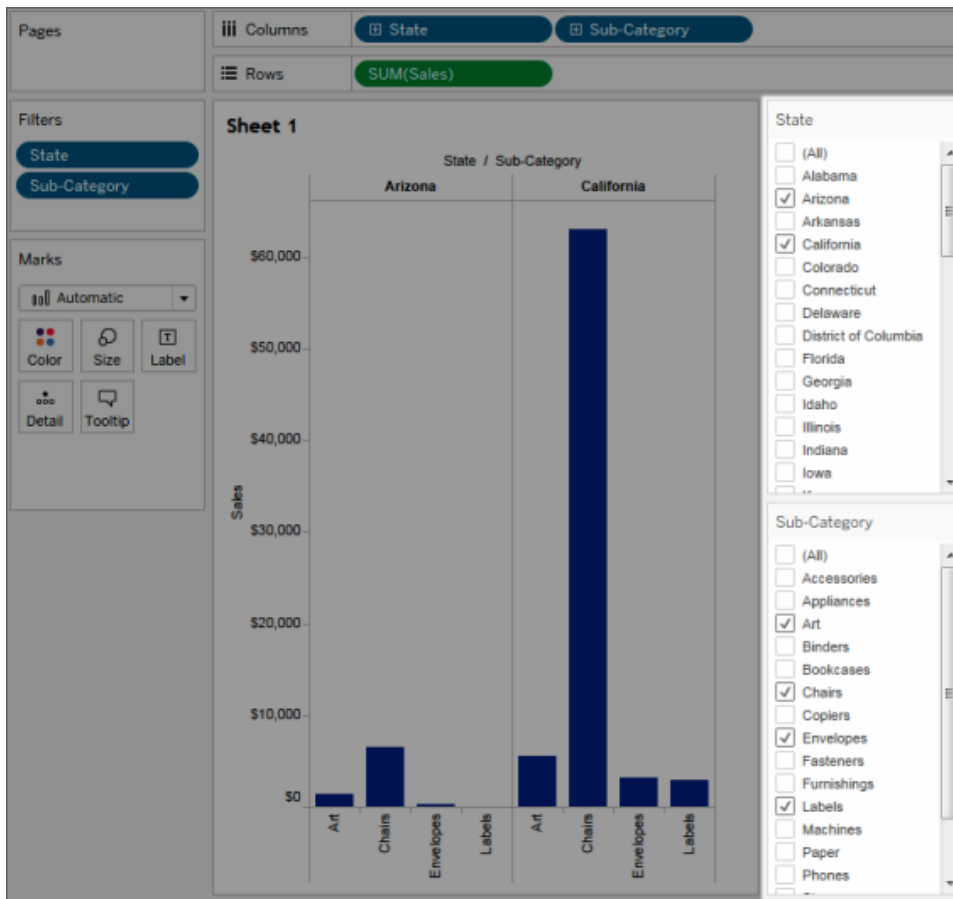 Pages
Columns
State
Sub-Category
Rows
SUM(Sales)
Filters
State
Sub-Category
Marks
Automatic
Color
Size
Label
Detail
Tooltip
Sheet 1
State / Sub-Category
Arizona
California
Sales
$60,000
$50,000
$40,000
$30,000
$20,000
$10,000
$0
Art
Chairs
Envelopes
Labels
Art
Chairs
Envelopes
Labels
State
(All)
Alabama
Arizona
Arkansas
California
Colorado
Connecticut
Delaware
District of Columbia
Florida
Georgia
Idaho
Illinois
Indiana
Iowa
Sub-Category
(All)
Accessories
Appliances
Art
Binders
Bookcases
Chairs
Copiers
Envelopes
Fasteners
Furnishings
Labels
Machines
Paper
Phones